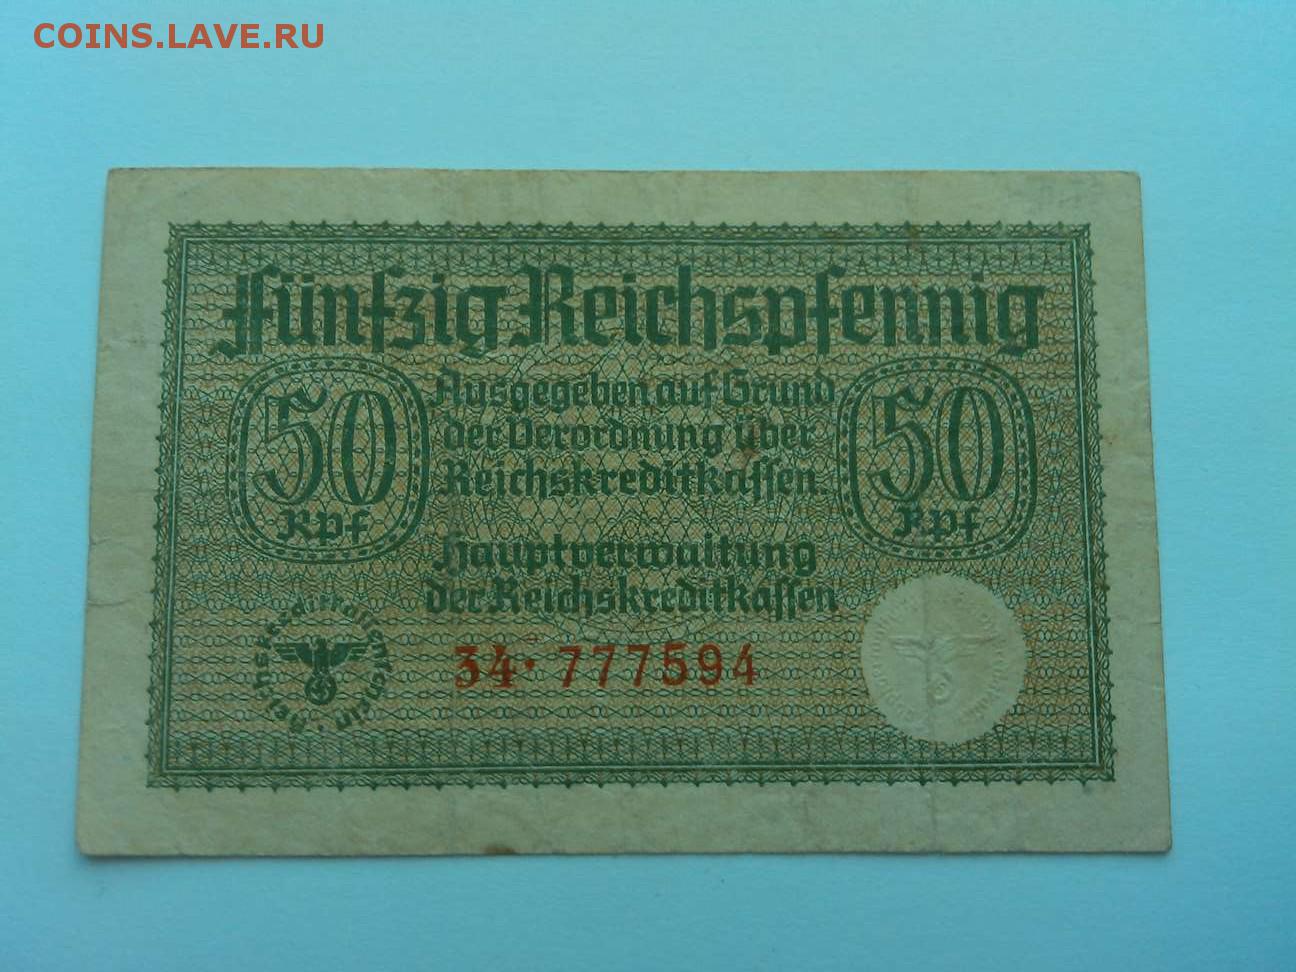 COINS.LAVE.RU
Fünfzig Reichspfennig
50 Rpf
Ausgegeben auf Grund
der Verordnung über
Reichskreditkassen.
50 Rpf
Hauptverwaltung
der Reichskreditkassen
Reichskreditkassenschein
34· 777594